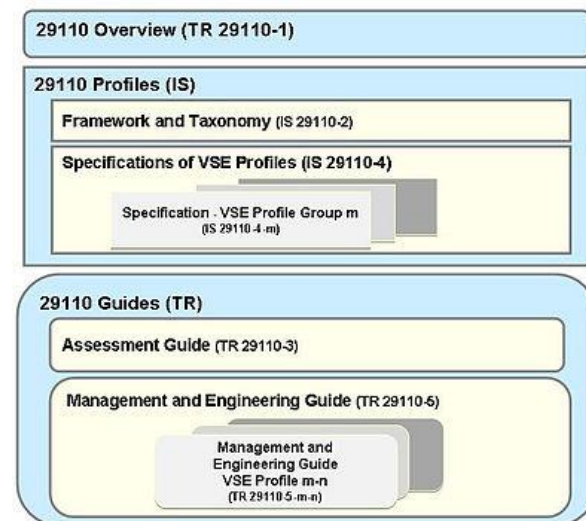 29110 Overview (TR 29110-1)
29110 Profiles (IS)
Framework and Taxonomy (IS 29110-2)
Specifications of VSE Profiles (IS 29110-4)
Specification - VSE Profile Group m
(IS 29110-4-m)
29110 Guides (TR)
Assessment Guide (TR 29110-3)
Management and Engineering Guide (TR 29110-5)
Management and
Engineering Guide
VSE Profile m-n
(TR 29110-5-m-n)